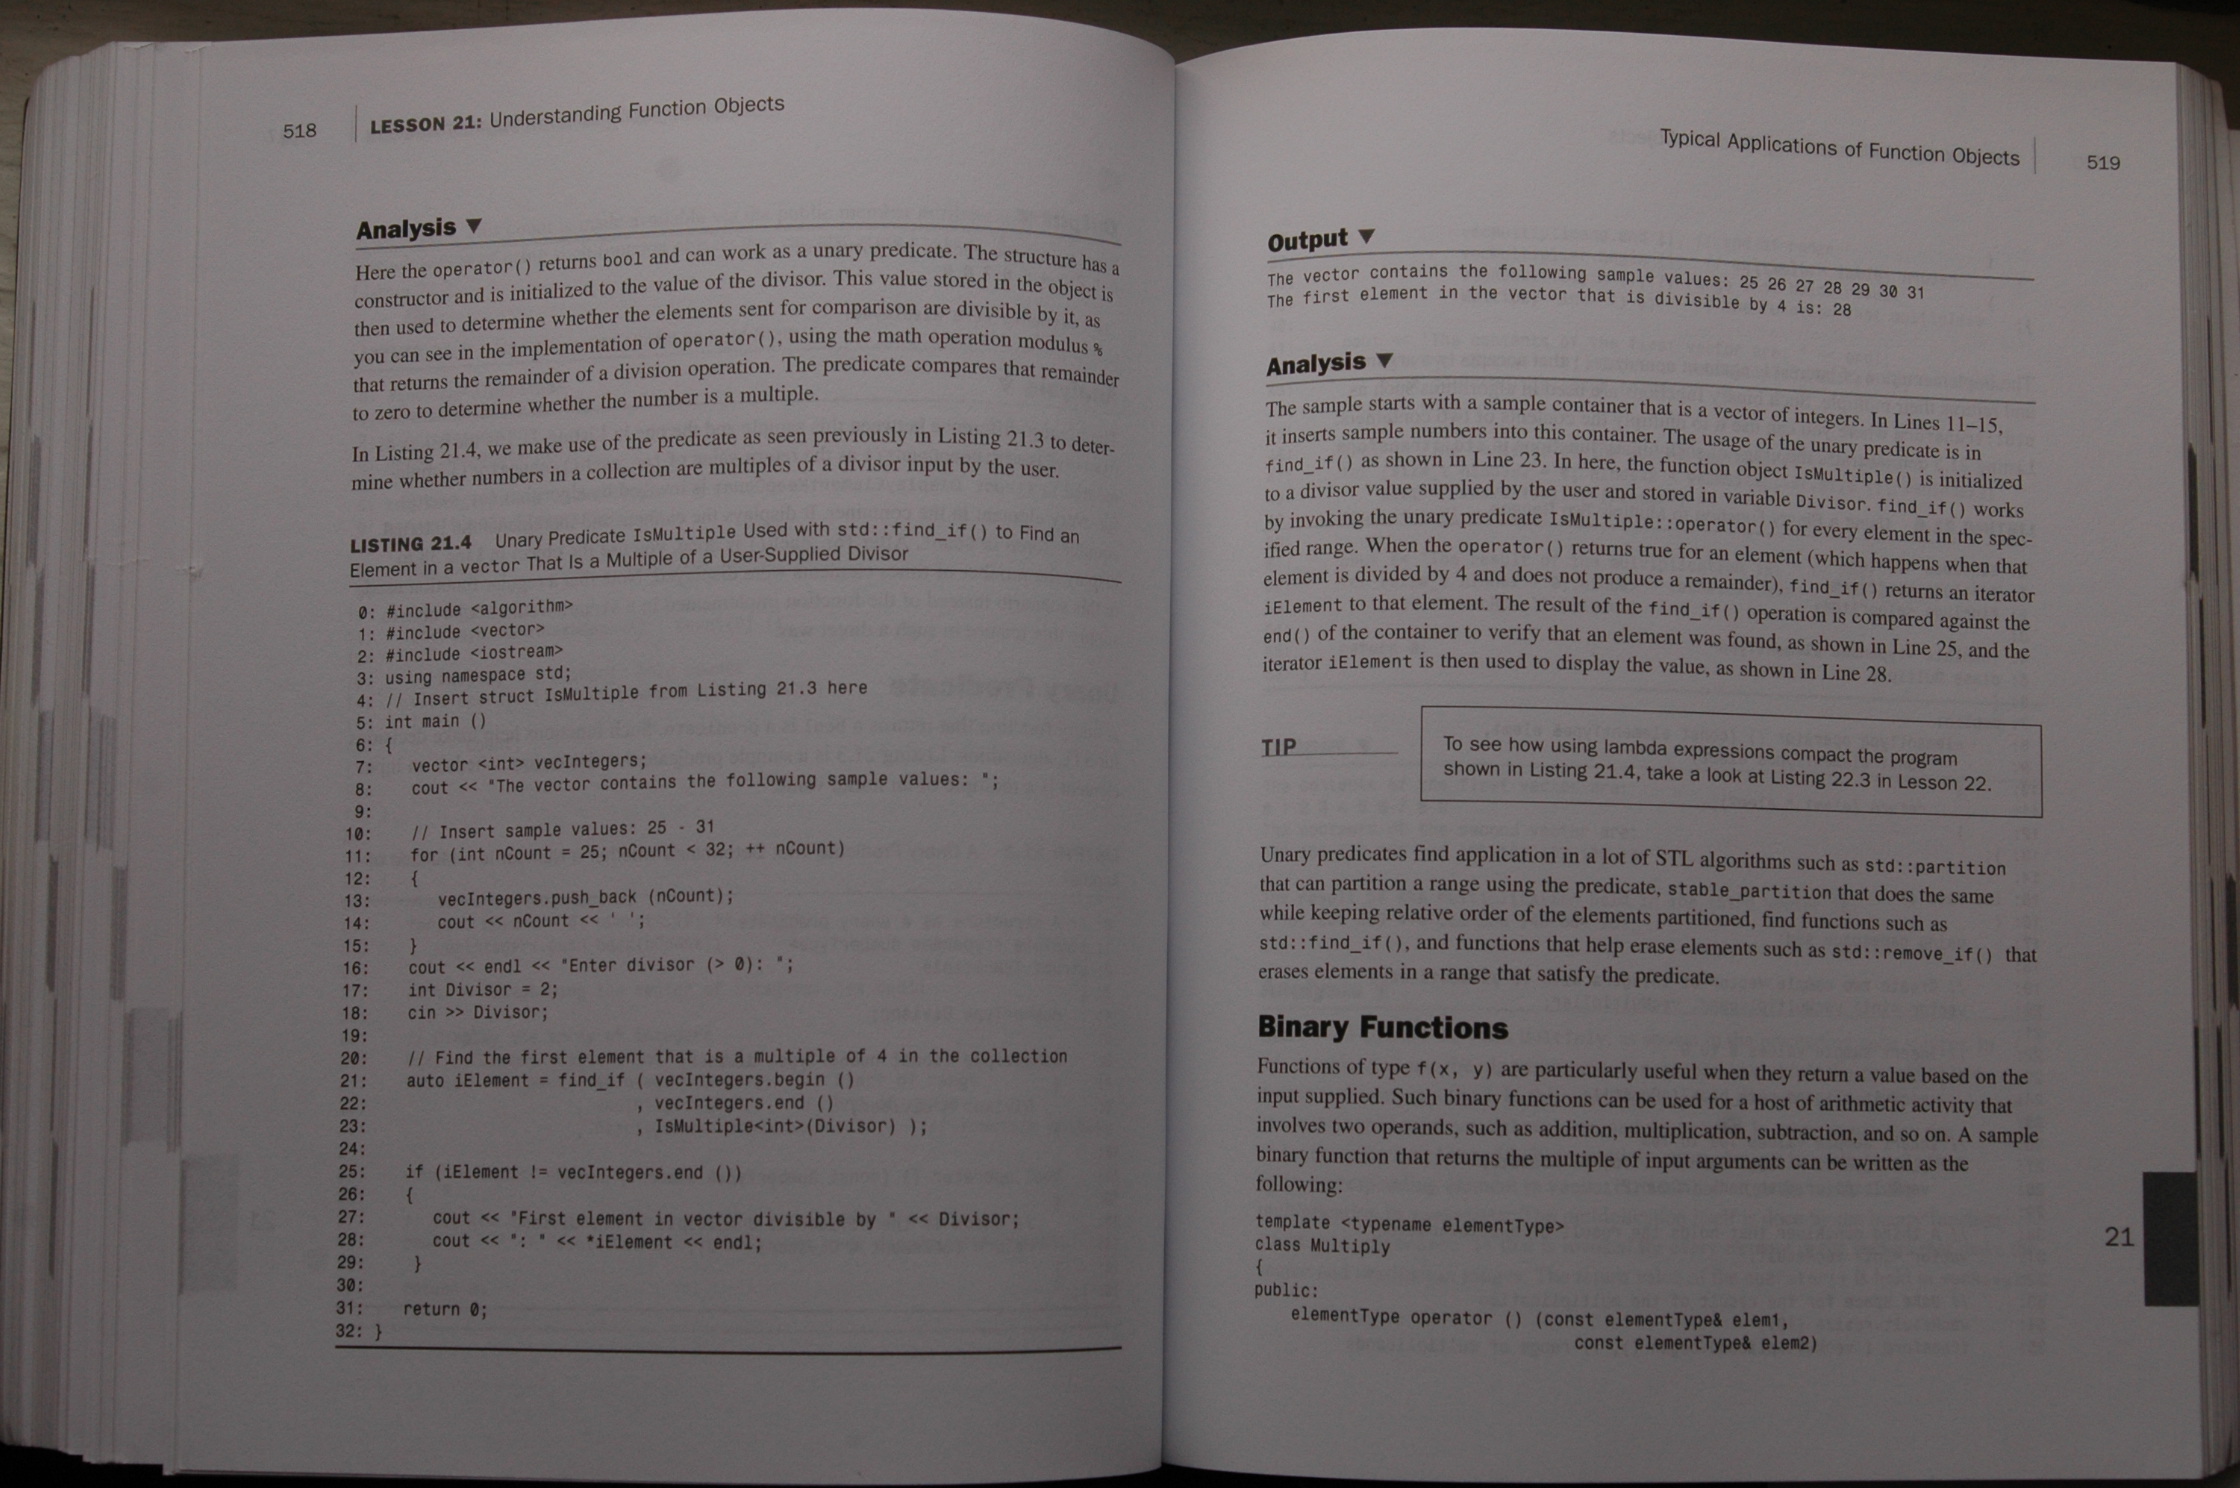 518 LESSON 21: Understanding Function Objects
Analysis ▼
Here the operator() returns bool and can work as a unary predicate. The structure has a
constructor and is initialized to the value of the divisor. This value stored in the object is
then used to determine whether the elements sent for comparison are divisible by it, as
you can see in the implementation of operator(), using the math operation modulus %
that returns the remainder of a division operation. The predicate compares that remainder
to zero to determine whether the number is a multiple.
In Listing 21.4, we make use of the predicate as seen previously in Listing 21.3 to deter-
mine whether numbers in a collection are multiples of a divisor input by the user.
LISTING 21.4 Unary Predicate IsMultiple Used with std::find_if() to Find an
Element in a vector That Is a Multiple of a User-Supplied Divisor
0: #include <algorithm>
1: #include <vector>
2: #include <iostream>
3: using namespace std;
4: // Insert struct IsMultiple from Listing 21.3 here
5: int main ()
6: {
7:    vector <int> vecIntegers;
8:    cout << "The vector contains the following sample values: ";
9:
10:    // Insert sample values: 25 - 31
11:    for (int nCount = 25; nCount < 32; ++ nCount)
12:    {
13:      vecIntegers.push_back (nCount);
14:      cout << nCount << ' ';
15:    }
16:    cout << endl << "Enter divisor (> 0): ";
17:    int Divisor = 2;
18:    cin >> Divisor;
19:
20:    // Find the first element that is a multiple of 4 in the collection
21:    auto iElement = find_if ( vecIntegers.begin ()
22:                            , vecIntegers.end ()
23:                            , IsMultiple<int>(Divisor) );
24:
25:    if (iElement != vecIntegers.end ())
26:    {
27:       cout << "First element in vector divisible by " << Divisor;
28:       cout << ": " << *iElement << endl;
29:    }
30:
31:    return 0;
32: }
Typical Applications of Function Objects 519
Output ▼
The vector contains the following sample values: 25 26 27 28 29 30 31
The first element in the vector that is divisible by 4 is: 28
Analysis ▼
The sample starts with a sample container that is a vector of integers. In Lines 11–15,
it inserts sample numbers into this container. The usage of the unary predicate is in
find_if() as shown in Line 23. In here, the function object IsMultiple() is initialized
to a divisor value supplied by the user and stored in variable Divisor. find_if() works
by invoking the unary predicate IsMultiple::operator() for every element in the spec-
ified range. When the operator() returns true for an element (which happens when that
element is divided by 4 and does not produce a remainder), find_if() returns an iterator
iElement to that element. The result of the find_if() operation is compared against the
end() of the container to verify that an element was found, as shown in Line 25, and the
iterator iElement is then used to display the value, as shown in Line 28.
TIP
To see how using lambda expressions compact the program
shown in Listing 21.4, take a look at Listing 22.3 in Lesson 22.
Unary predicates find application in a lot of STL algorithms such as std::partition
that can partition a range using the predicate, stable_partition that does the same
while keeping relative order of the elements partitioned, find functions such as
std::find_if(), and functions that help erase elements such as std::remove_if() that
erases elements in a range that satisfy the predicate.
Binary Functions
Functions of type f(x, y) are particularly useful when they return a value based on the
input supplied. Such binary functions can be used for a host of arithmetic activity that
involves two operands, such as addition, multiplication, subtraction, and so on. A sample
binary function that returns the multiple of input arguments can be written as the
following:
template <typename elementType>
class Multiply
{
public:
   elementType operator () (const elementType& elem1,
                            const elementType& elem2)
21